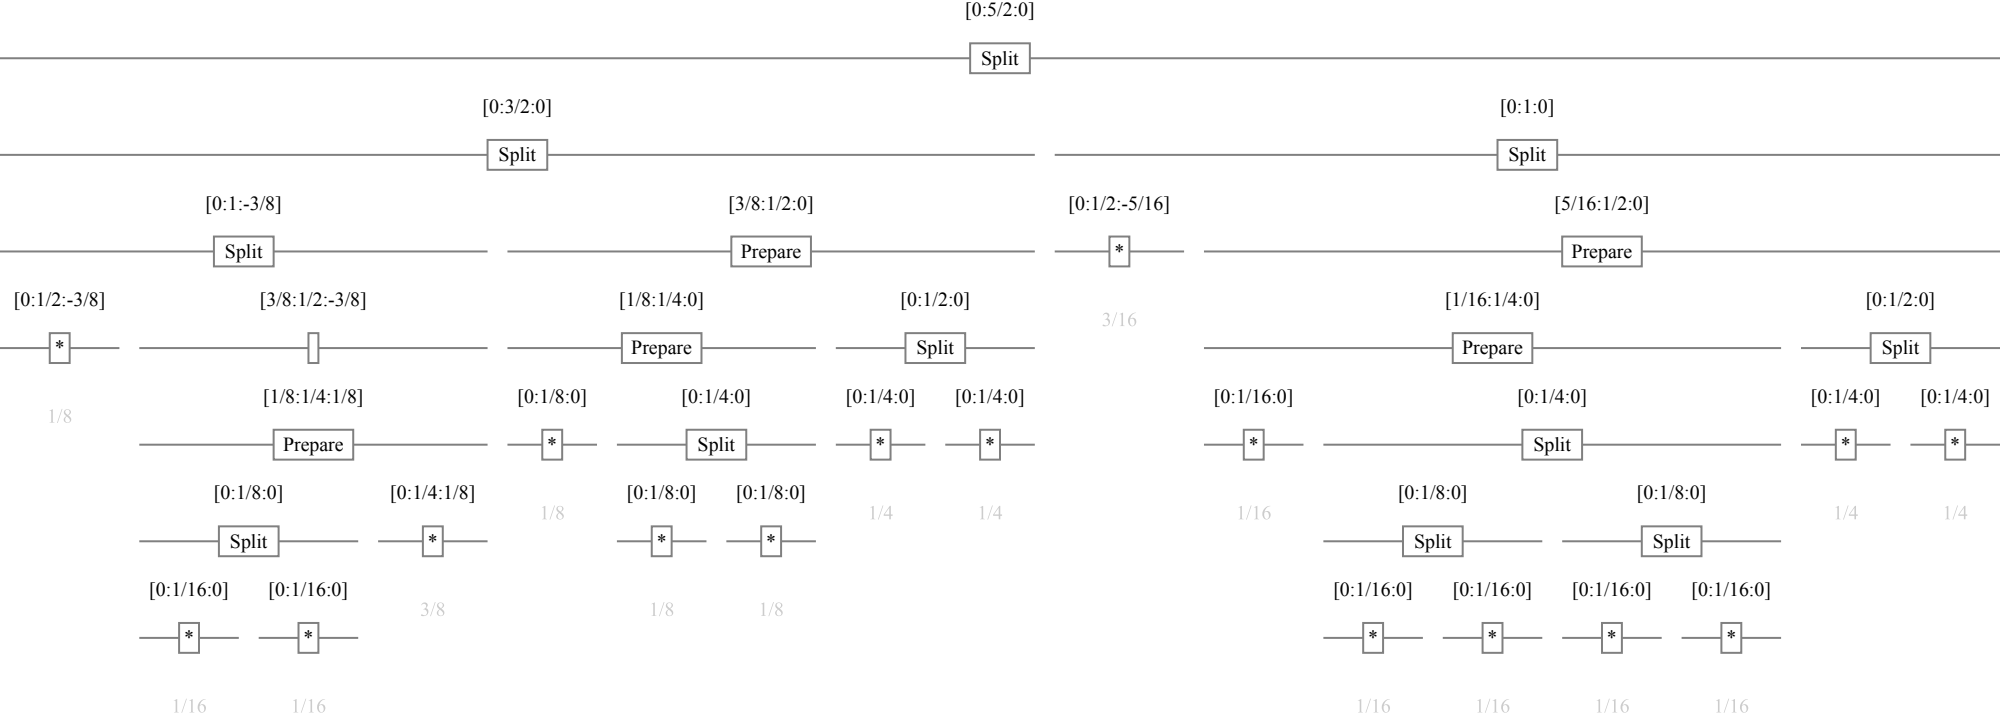 [0:5/2:0]
Split
[0:3/2:0] [0:1:0]
Split Split
[0:1:-3/8] [3/8:1/2:0] [0:1/2:-5/16] [5/16:1/2:0]
Split Prepare * Prepare
[0:1/2:-3/8] [3/8:1/2:-3/8] [1/8:1/4:0] [0:1/2:0] 3/16 [1/16:1/4:0] [0:1/2:0]
* Prepare Split Prepare Split
1/8 [1/8:1/4:1/8] [0:1/8:0] [0:1/4:0] [0:1/4:0] [0:1/4:0] [0:1/16:0] [0:1/4:0] [0:1/4:0] [0:1/4:0]
Prepare * Split * * * Split * *
[0:1/8:0] [0:1/4:1/8] 1/8 [0:1/8:0] [0:1/8:0] 1/4 1/4 1/16 [0:1/8:0] [0:1/8:0] 1/4 1/4
Split * * * Split Split
[0:1/16:0] [0:1/16:0] 3/8 1/8 1/8 [0:1/16:0] [0:1/16:0] [0:1/16:0] [0:1/16:0]
* * * * * *
1/16 1/16 1/16 1/16 1/16 1/16